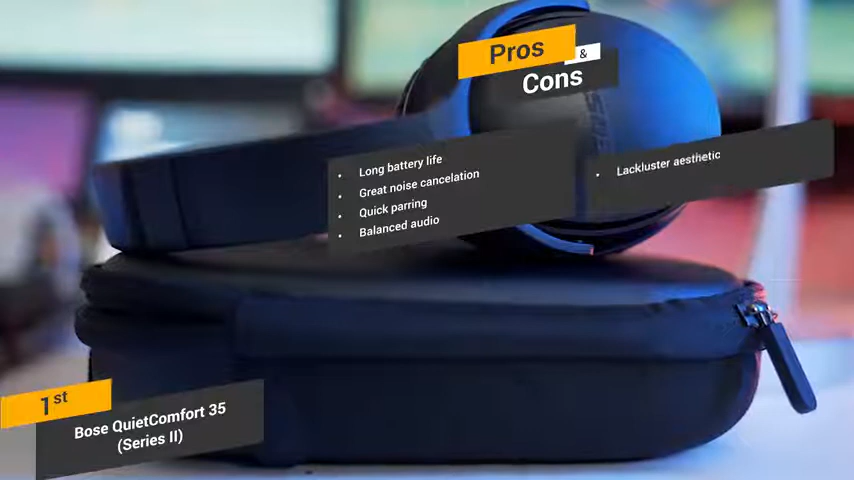 Pros
&
Cons
• Long battery life
• Great noise cancelation
• Quick parring
• Balanced audio
• Lackluster aesthetic
1st
Bose QuietComfort 35
(Series II)